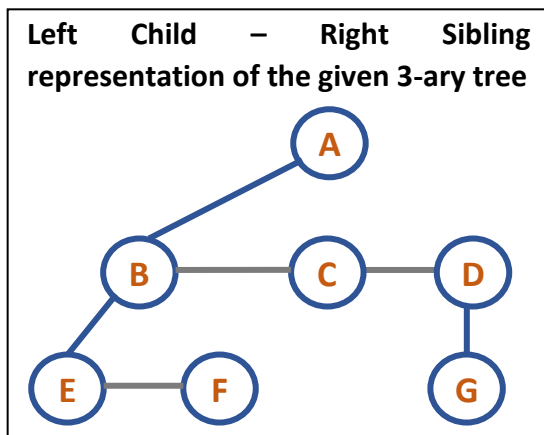 Left Child – Right Sibling
representation of the given 3-ary tree
A
B C D
E F G